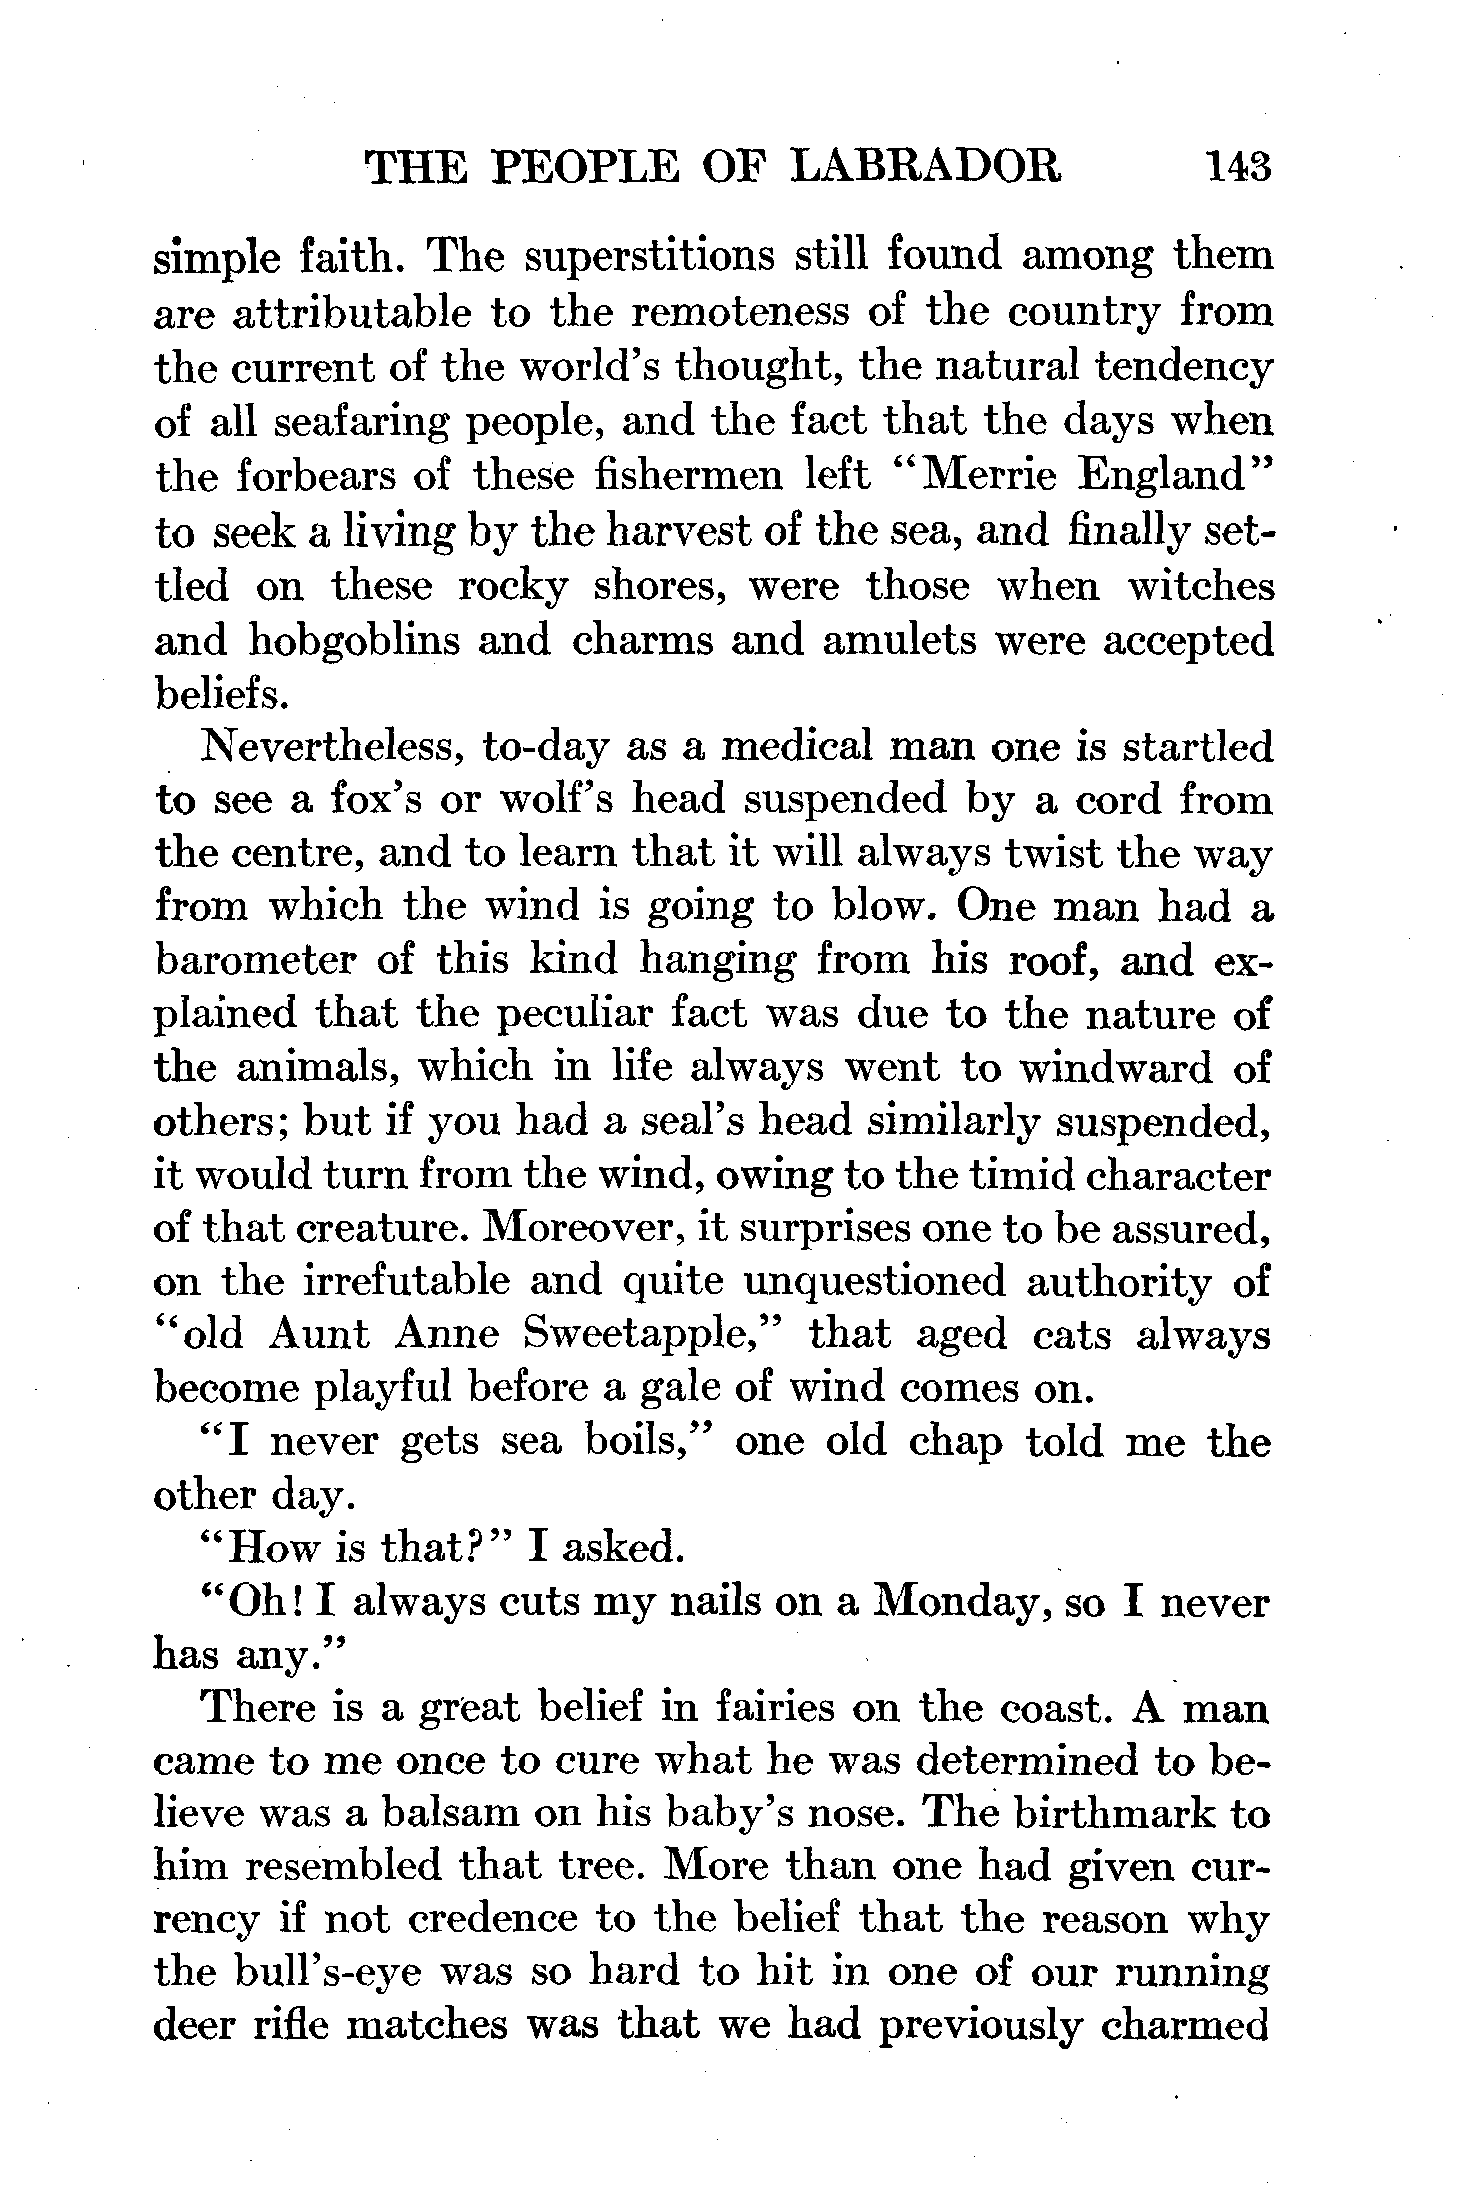 THE PEOPLE OF LABRADOR 143
simple faith. The superstitions still found among them
are attributable to the remoteness of the country from
the current of the world's thought, the natural tendency
of all seafaring people, and the fact that the days when
the forbears of these fishermen left "Merrie England"
to seek a living by the harvest of the sea, and finally set-
tled on these rocky shores, were those when witches
and hobgoblins and charms and amulets were accepted
beliefs.
Nevertheless, to-day as a medical man one is startled
to see a fox's or wolf's head suspended by a cord from
the centre, and to learn that it will always twist the way
from which the wind is going to blow. One man had a
barometer of this kind hanging from his roof, and ex-
plained that the peculiar fact was due to the nature of
the animals, which in life always went to windward of
others; but if you had a seal's head similarly suspended,
it would turn from the wind, owing to the timid character
of that creature. Moreover, it surprises one to be assured,
on the irrefutable and quite unquestioned authority of
"old Aunt Anne Sweetapple," that aged cats always
become playful before a gale of wind comes on.
"I never gets sea boils," one old chap told me the
other day.
"How is that?" I asked.
"Oh! I always cuts my nails on a Monday, so I never
has any."
There is a great belief in fairies on the coast. A man
came to me once to cure what he was determined to be-
lieve was a balsam on his baby's nose. The birthmark to
him resembled that tree. More than one had given cur-
rency if not credence to the belief that the reason why
the bull's-eye was so hard to hit in one of our running
deer rifle matches was that we had previously charmed